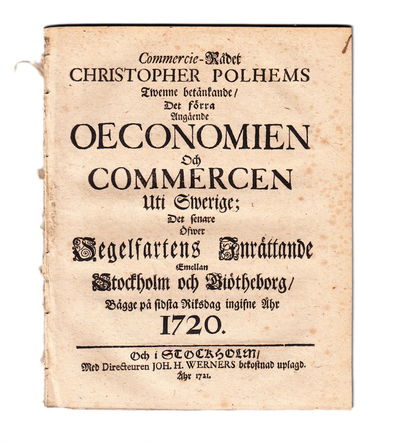 Commercie-Rådet
CHRISTOPHER POLHEMS
Twenne betänkande/
Det förra
Angående
OECONOMIEN
Och
COMMERCEN
Uti Swerige;
Det senare
Öfwer
Segelfartens Inrättande
Emellan
Stockholm och Giötheborg/
Bägge på sidsta Riksdag ingifne Åhr
1720.
Och i STOCKHOLM/
Med Directeuren JOH. H. WERNERS bekostnad uplagd.
Åhr 1721.